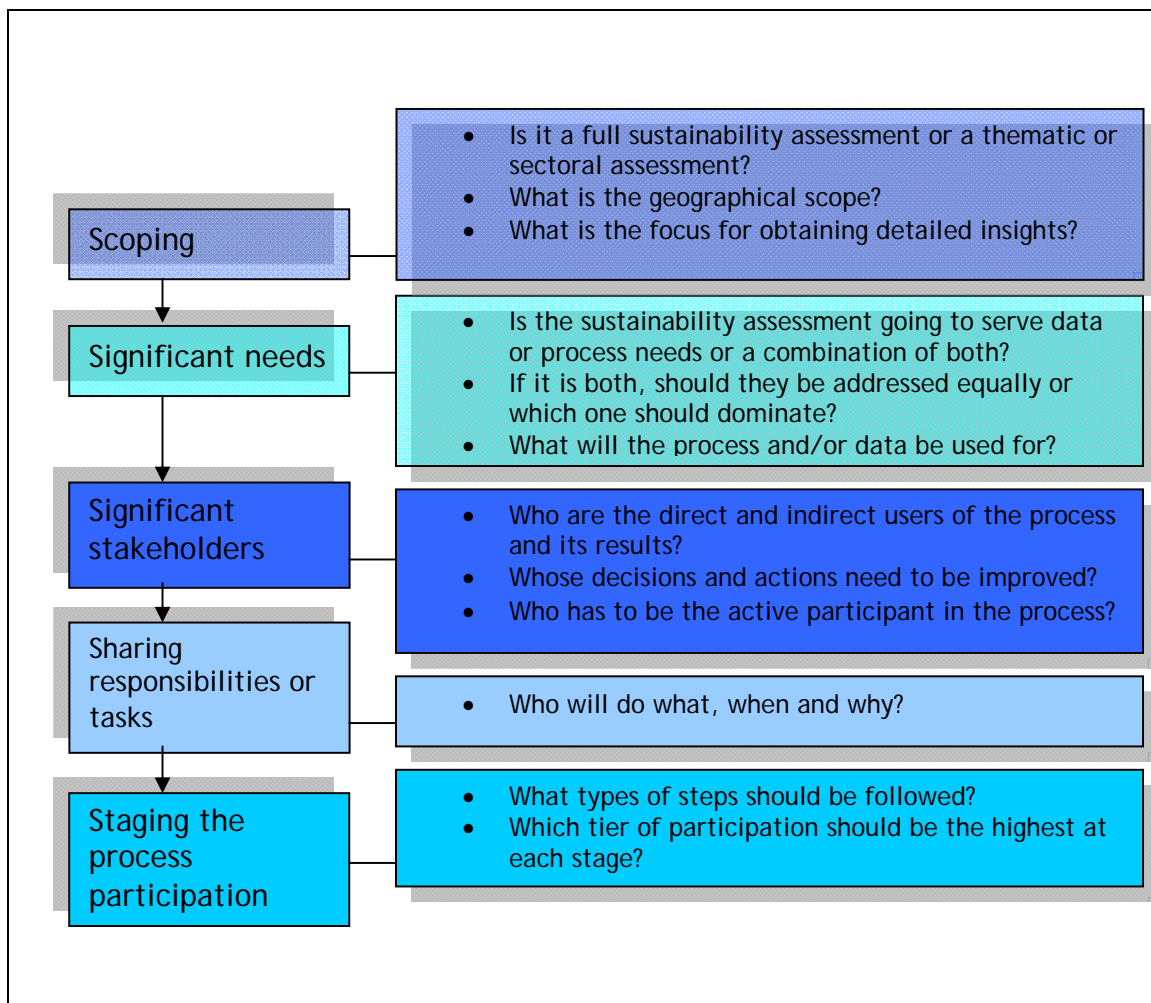 Scoping
• Is it a full sustainability assessment or a thematic or
sectoral assessment?
• What is the geographical scope?
• What is the focus for obtaining detailed insights?
Significant needs
• Is the sustainability assessment going to serve data
or process needs or a combination of both?
• If it is both, should they be addressed equally or
which one should dominate?
• What will the process and/or data be used for?
Significant
stakeholders
• Who are the direct and indirect users of the process
and its results?
• Whose decisions and actions need to be improved?
• Who has to be the active participant in the process?
Sharing
responsibilities or
tasks
• Who will do what, when and why?
Staging the
process
participation
• What types of steps should be followed?
• Which tier of participation should be the highest at
each stage?